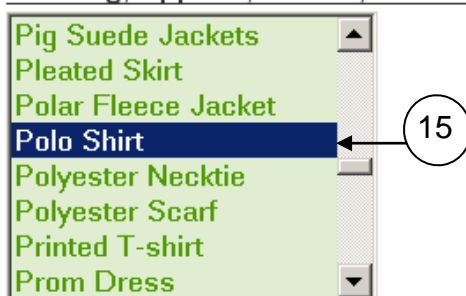 Pig Suede Jackets
Pleated Skirt
Polar Fleece Jacket
Polo Shirt
15
Polyester Necktie
Polyester Scarf
Printed T-shirt
Prom Dress